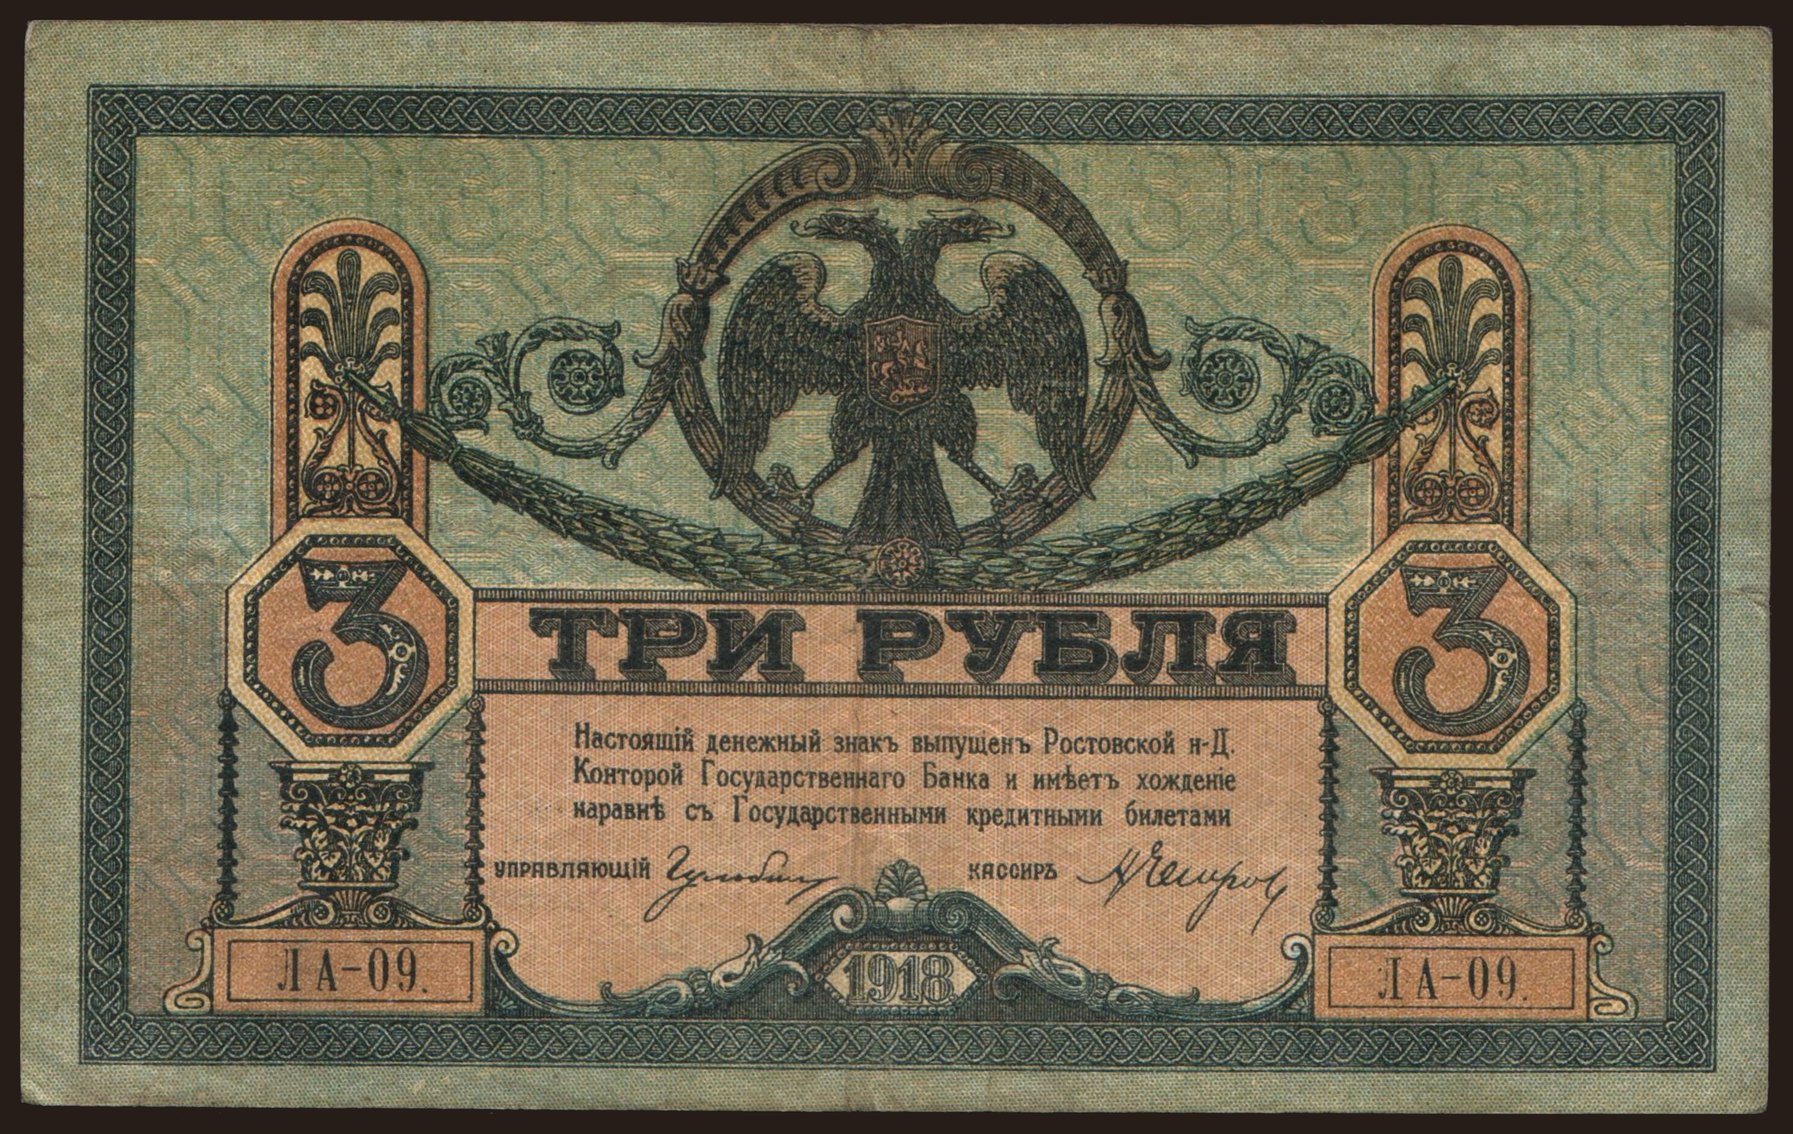 3
3
ТРИ РУБЛЯ
Настоящій денежный знакъ выпущенъ Ростовской н-Д.
Конторой Государственнаго Банка и имѣетъ хожденіе
наравнѣ съ Государственными кредитными билетами
УПРАВЛЯЮЩІЙ
КАССИРЪ
ЛА-09.
1918.
ЛА-09.